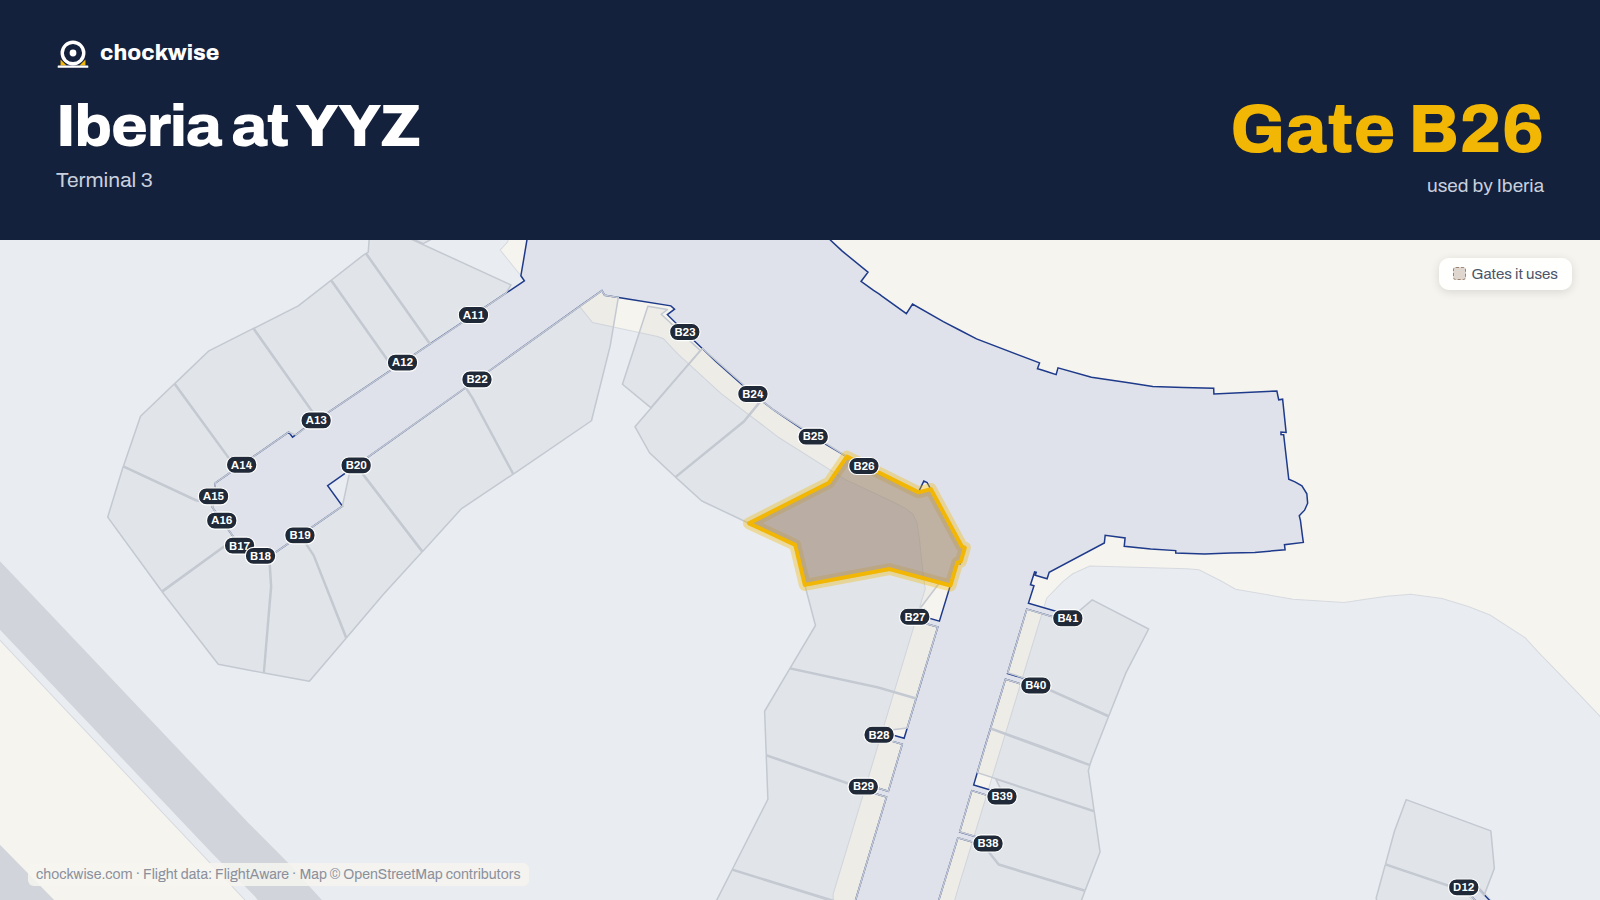 chockwise
Iberia at YYZ
Terminal 3
Gate B26
used by Iberia
Gates it uses
A11
B23
A12
B22
B24
A13
B25
A14
B20
B26
A15
A16
B19
B17
B18
B27
B41
B40
B28
B29
B39
B38
D12
chockwise.com · Flight data: FlightAware · Map © OpenStreetMap contributors